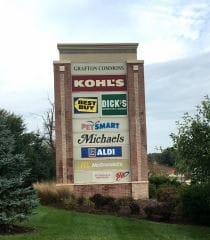 GRAFTON COMMONS
KOHL'S
BEST
BUY
DICK'S
PETSMART
Michaels
ALDI
McDonald's